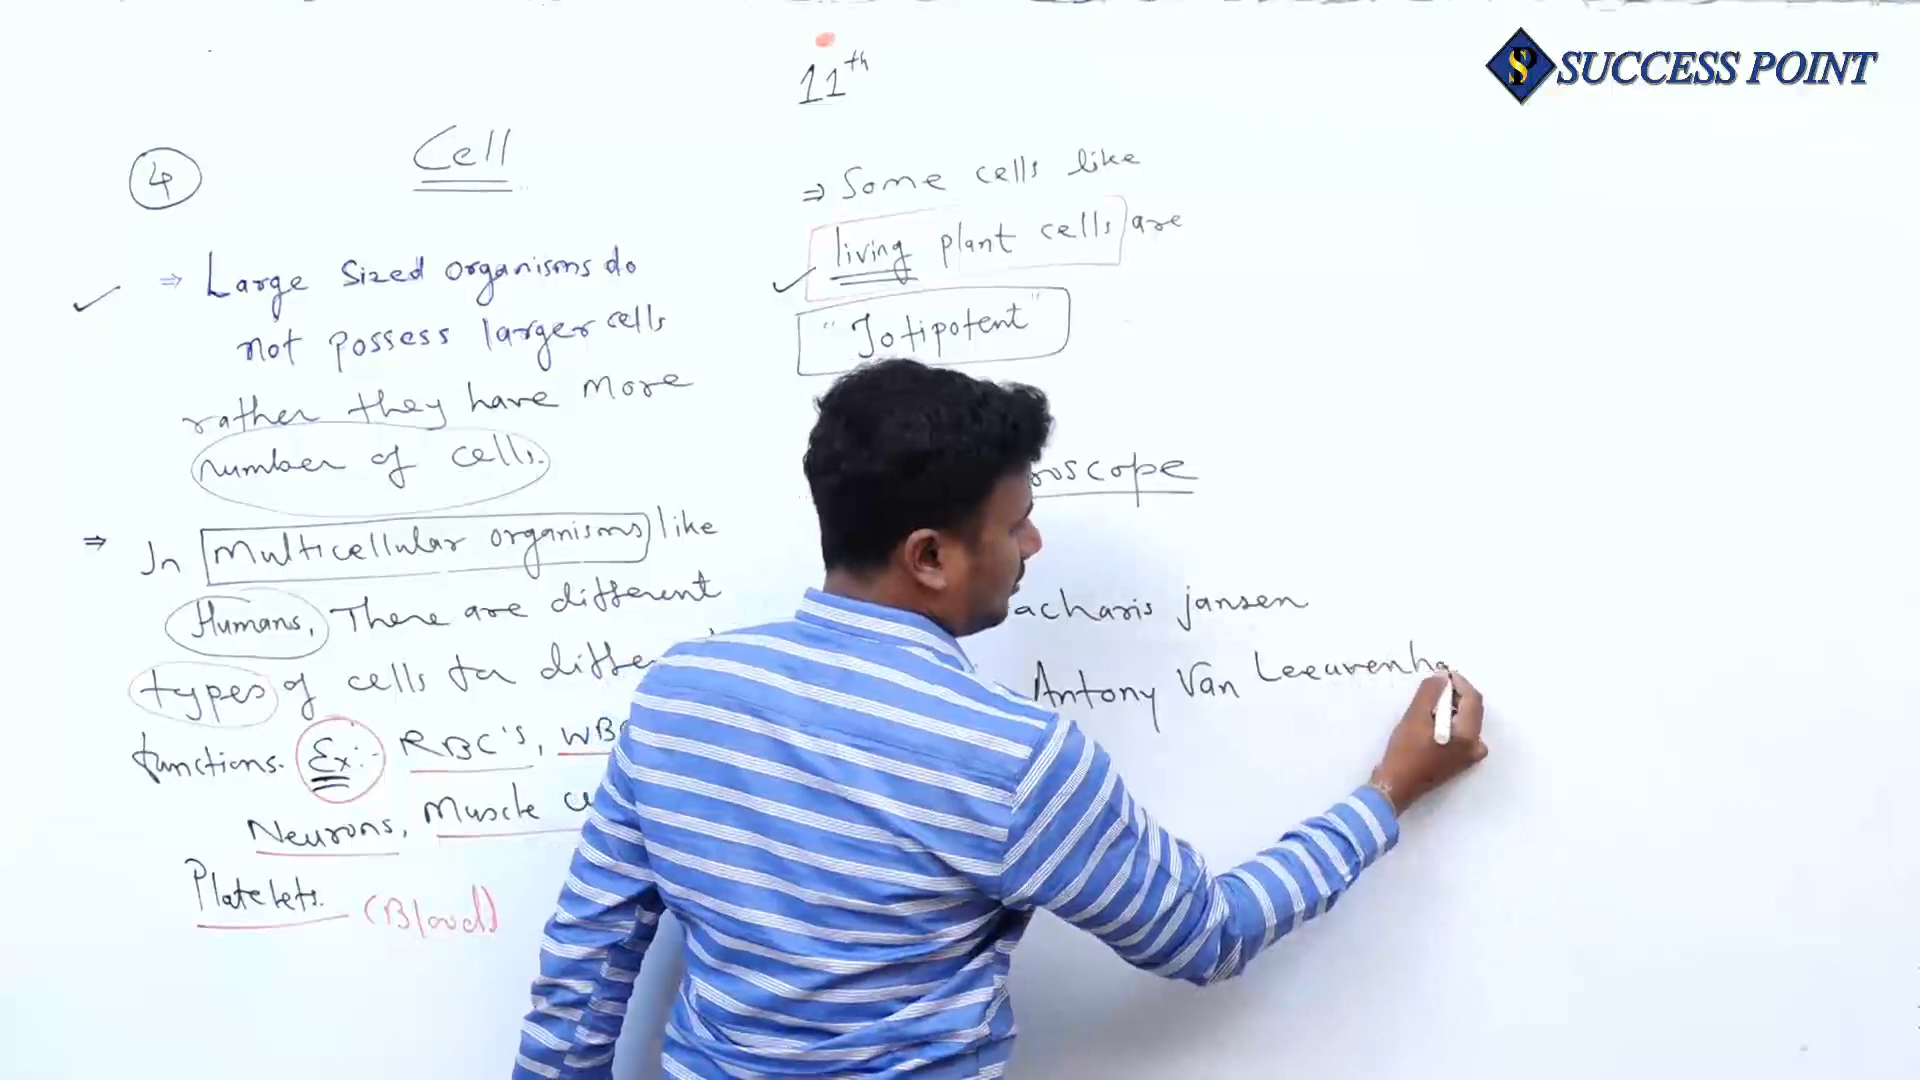 11th
SUCCESS POINT
4
Cell
⇒ Large Sized organisms do
not possess larger cells
rather they have more
number of cells.
⇒ In Multicellular organisms like
Humans, There are different
types of cells for
functions. Ex:- RBC's,
Neurons, Muscle
Platelets. (Blood)
⇒ Some cells like
living plant cells are
"Totipotent"
roscope
acharis jansen
Antony Van Leeuvenho